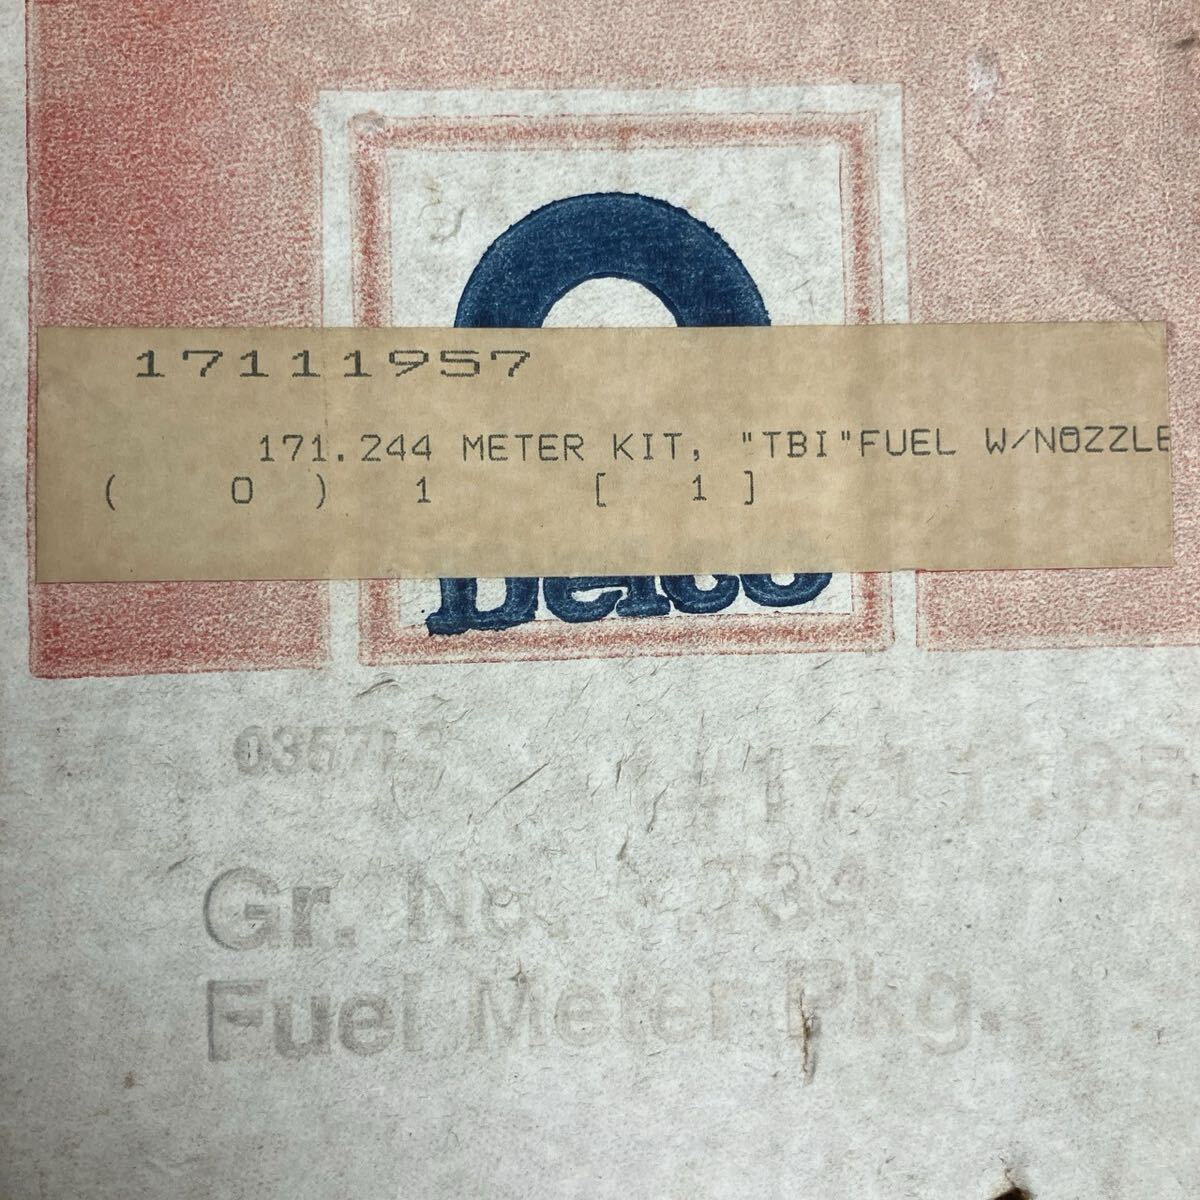 17111957
171.244 METER KIT, "TBI"FUEL W/NOZZLE
( 0 ) 1 [ 1 ]
Delco
Gr. No.
Fuel Meter Pkg.